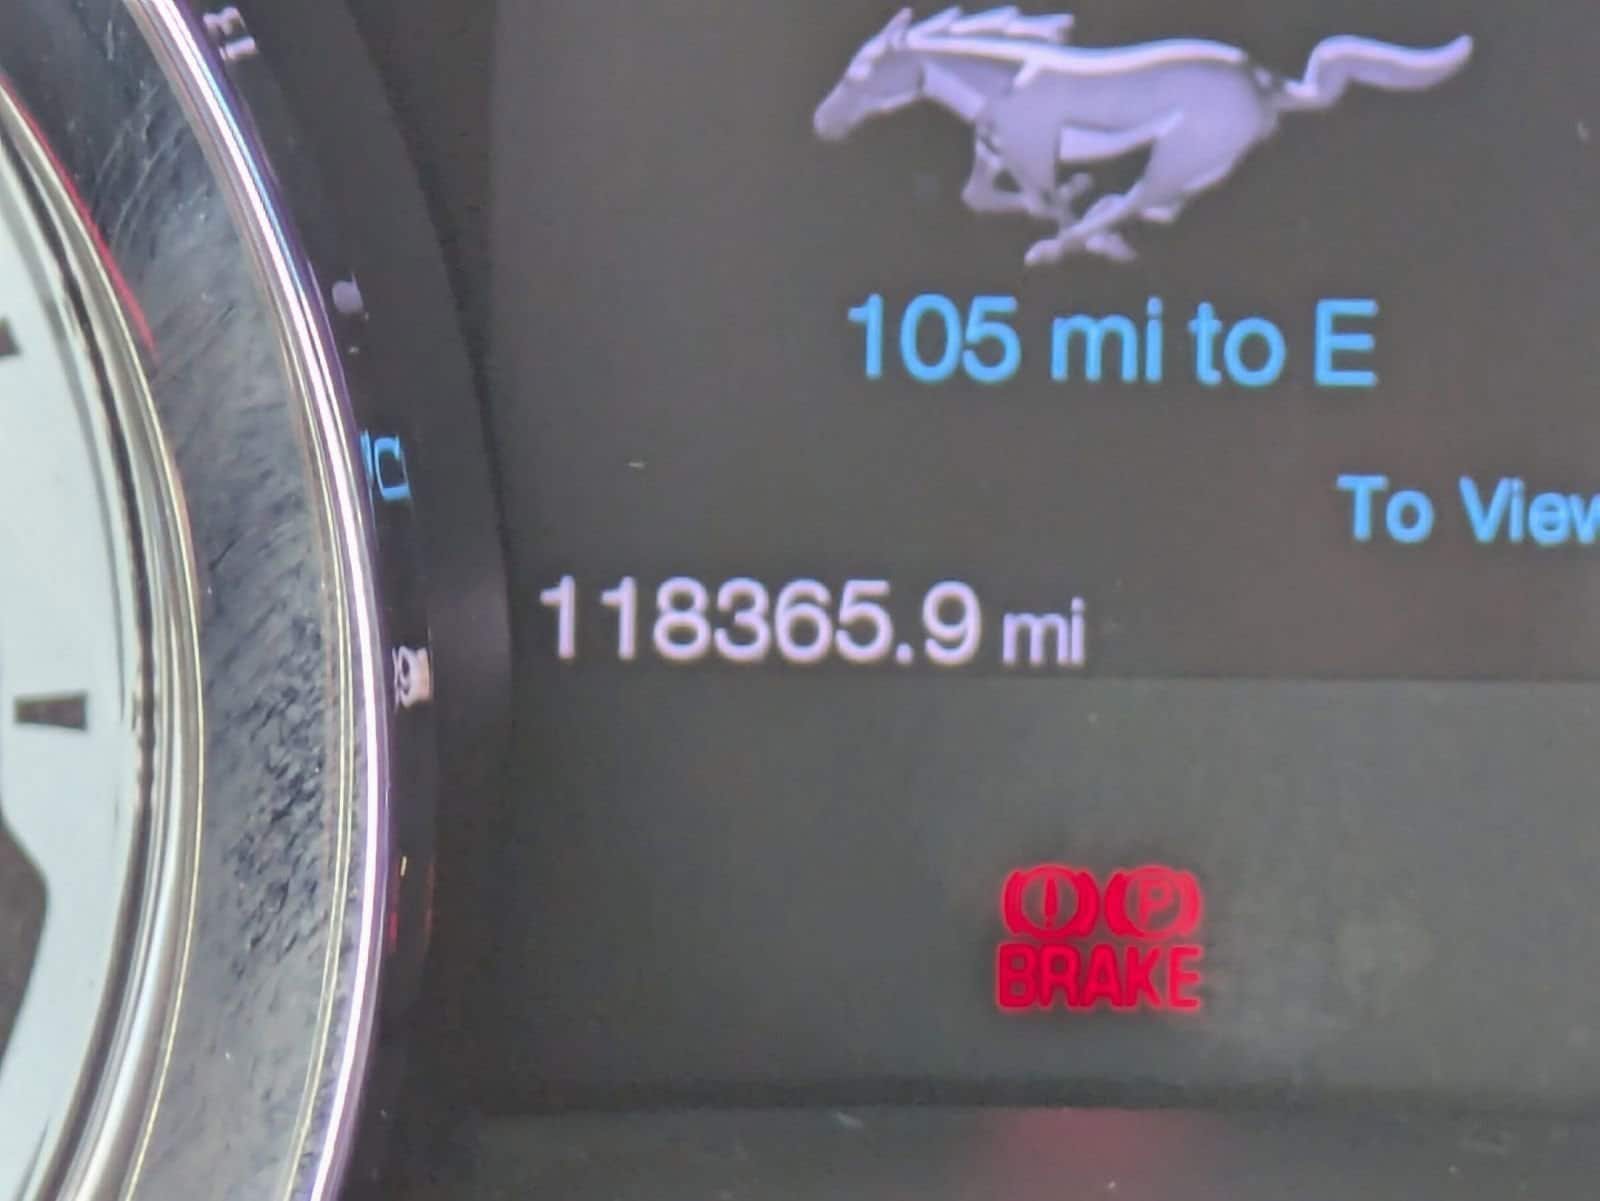 105 mi to E
To View
118365.9 mi
(!) (P)
BRAKE